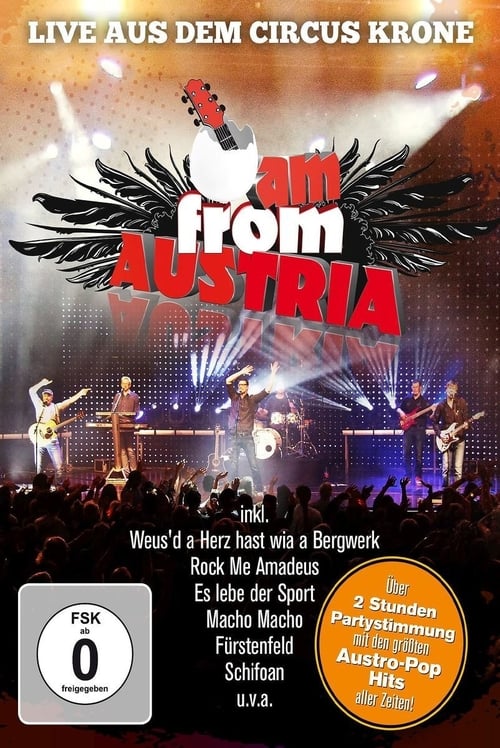 LIVE AUS DEM CIRCUS KRONE
am
from
AUSTRIA
inkl.
Weus'd a Herz hast wia a Bergwerk
Rock Me Amadeus
Es lebe der Sport
Macho Macho
Fürstenfeld
Schifoan
u.v.a.
FSK
ab
0
freigegeben
Über
2 Stunden
Partystimmung
mit den größten
Austro-Pop
Hits
aller Zeiten!